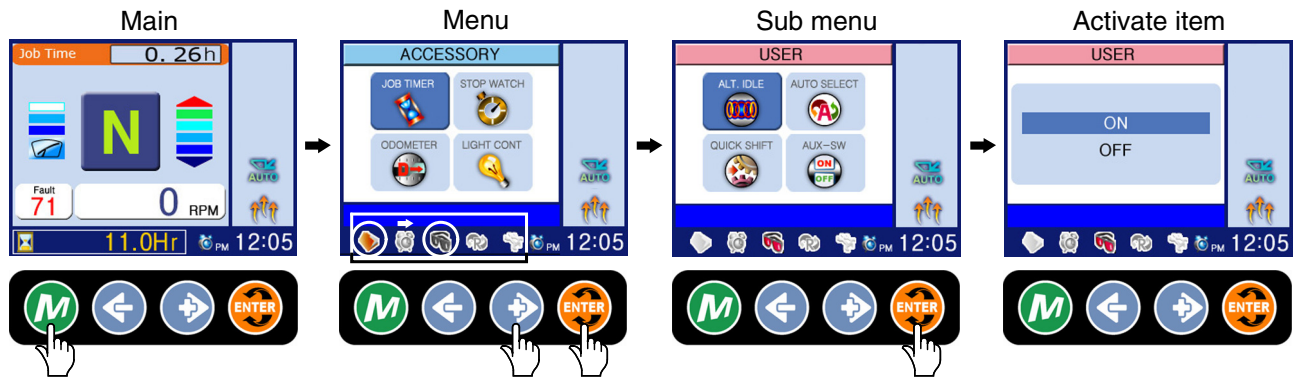 Main
Job Time 0. 26h
N
AUTO
Fault
71
0 RPM
11.0Hr PM 12:05
M ENTER
Menu
ACCESSORY
JOB TIMER STOP WATCH
ODOMETER LIGHT CONT
AUTO
PM 12:05
M ENTER
Sub menu
USER
ALT. IDLE AUTO SELECT
A
QUICK SHIFT AUX-SW
ON
OFF
AUTO
PM 12:05
M ENTER
Activate item
USER
ON
OFF
AUTO
PM 12:05
M ENTER